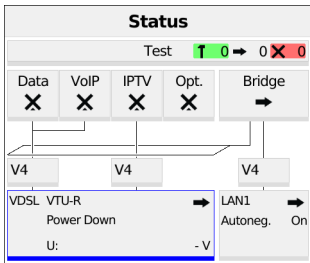 Status
Test 0 0 0
Data VoIP IPTV Opt. Bridge
V4 V4 V4
VDSL VTU-R LAN1
Power Down Autoneg. On
U: - V